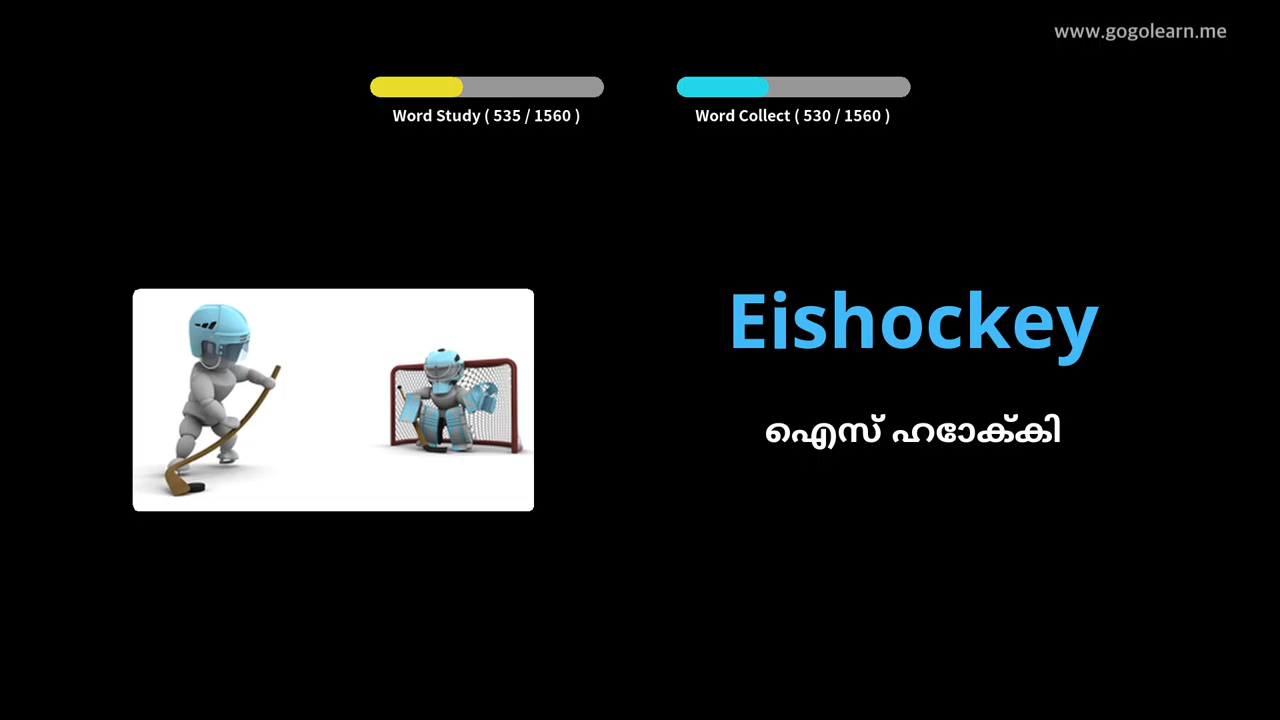 www.gogolearn.me
Word Study ( 535 / 1560 )
Word Collect ( 530 / 1560 )
Eishockey
ഐസ് ഹോക്കി